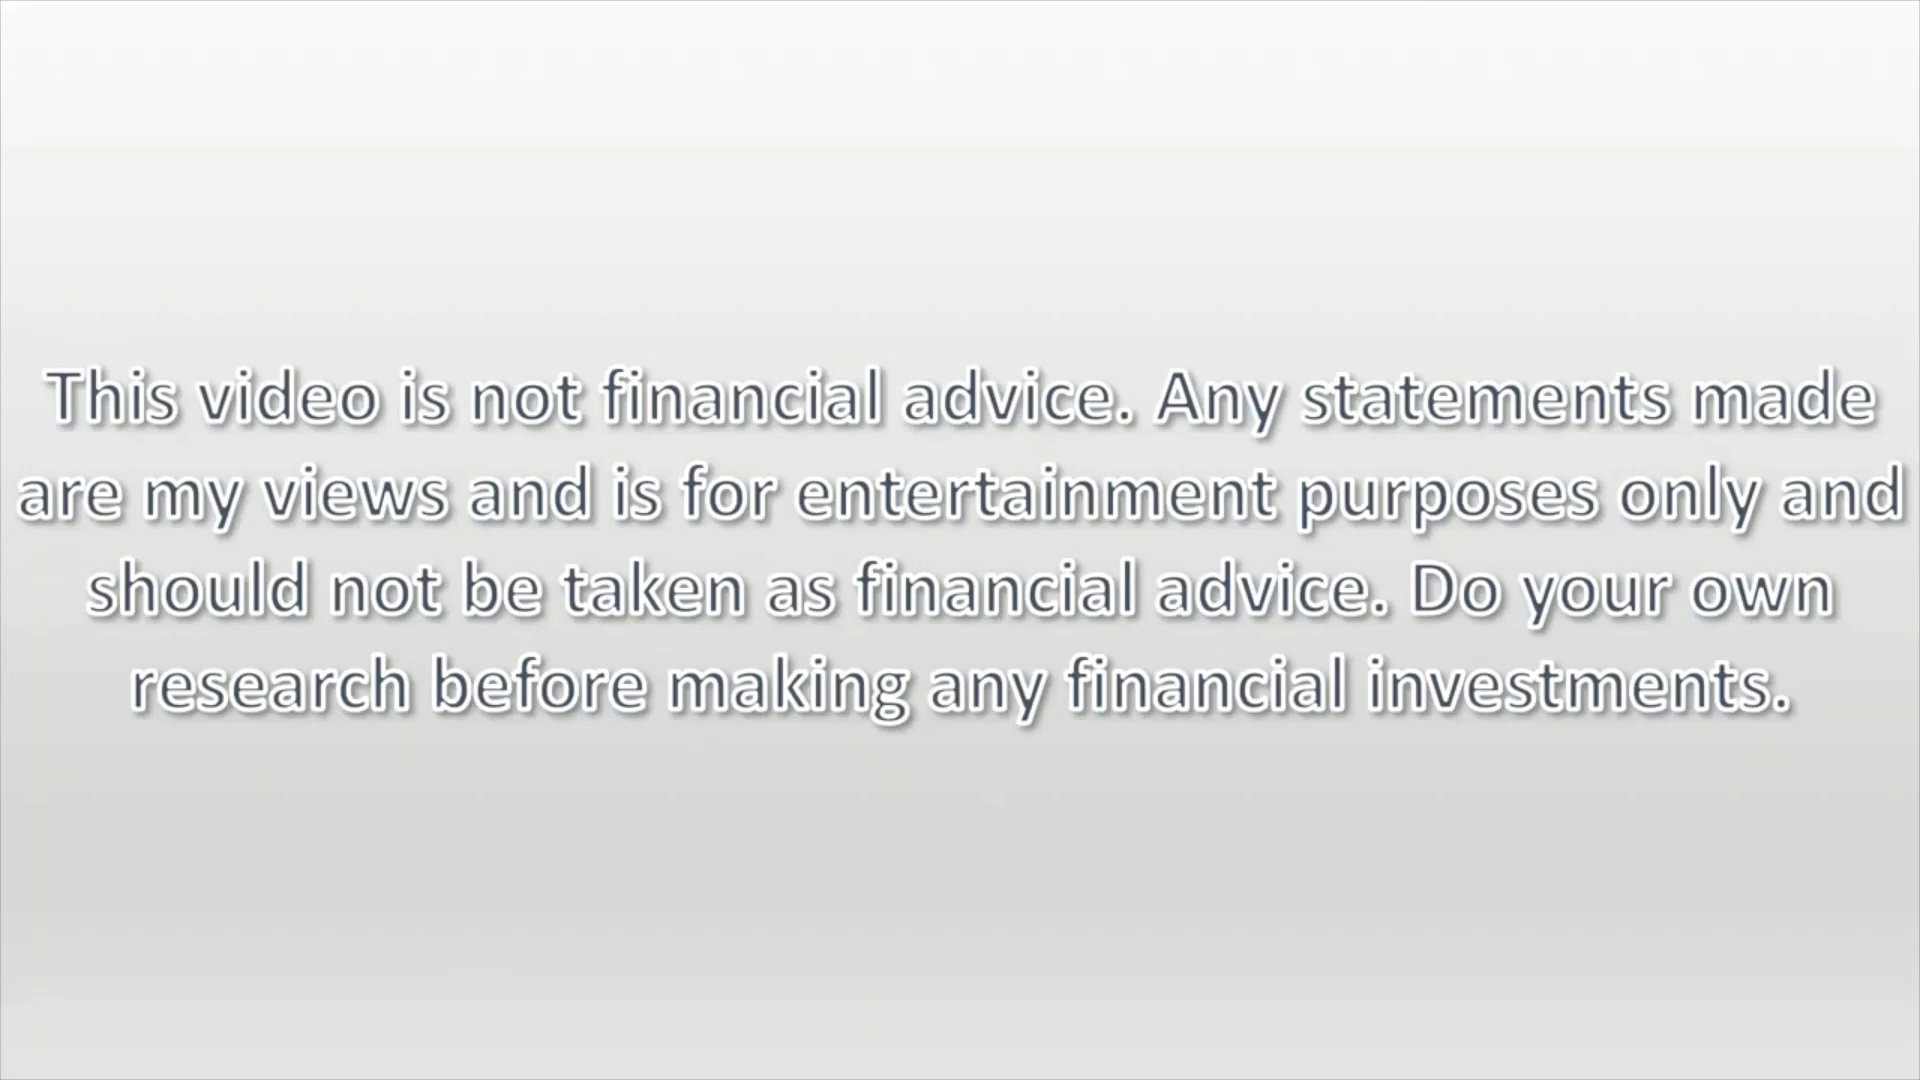 This video is not financial advice. Any statements made
are my views and is for entertainment purposes only and
should not be taken as financial advice. Do your own
research before making any financial investments.